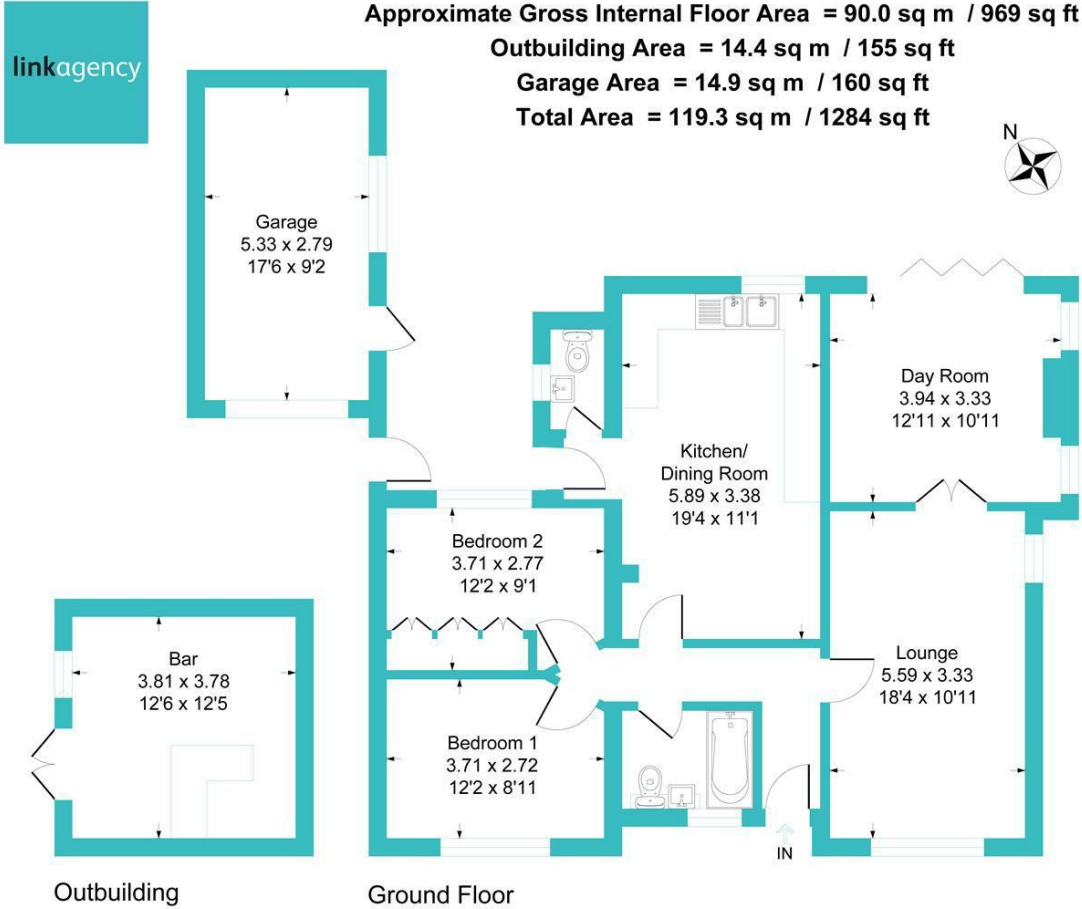 linkagency
Approximate Gross Internal Floor Area = 90.0 sq m / 969 sq ft
Outbuilding Area = 14.4 sq m / 155 sq ft
Garage Area = 14.9 sq m / 160 sq ft
Total Area = 119.3 sq m / 1284 sq ft
N
Garage
5.33 x 2.79
17'6 x 9'2
Day Room
3.94 x 3.33
12'11 x 10'11
Kitchen/
Dining Room
5.89 x 3.38
19'4 x 11'1
Bedroom 2
3.71 x 2.77
12'2 x 9'1
Bar
3.81 x 3.78
12'6 x 12'5
Lounge
5.59 x 3.33
18'4 x 10'11
Bedroom 1
3.71 x 2.72
12'2 x 8'11
IN
Outbuilding
Ground Floor